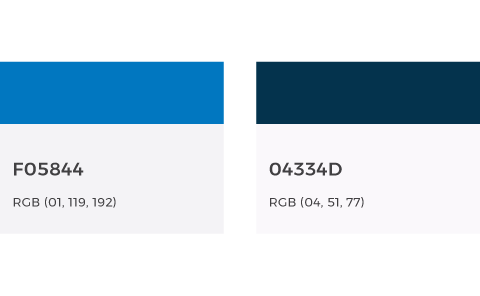 F05844
RGB (01, 119, 192)
04334D
RGB (04, 51, 77)